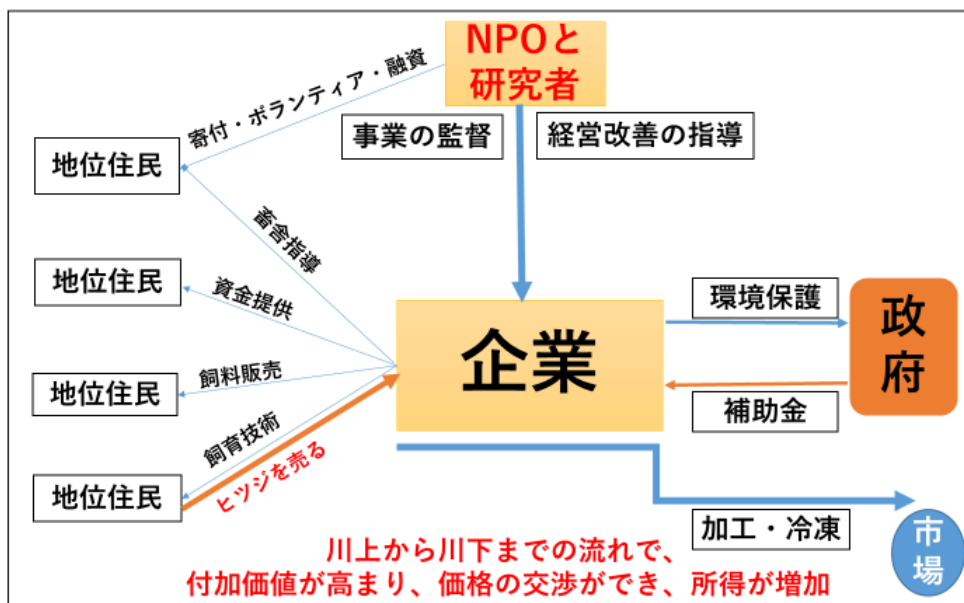 NPOと
研究者
寄付・ボランティア・融資
事業の監督
経営改善の指導
地位住民
畜舎指導
地位住民
資金提供
環境保護
政
府
企業
飼料販売
地位住民
補助金
飼育技術
ヒツジを売る
地位住民
加工・冷凍
市
場
川上から川下までの流れで、
付加価値が高まり、価格の交渉ができ、所得が増加